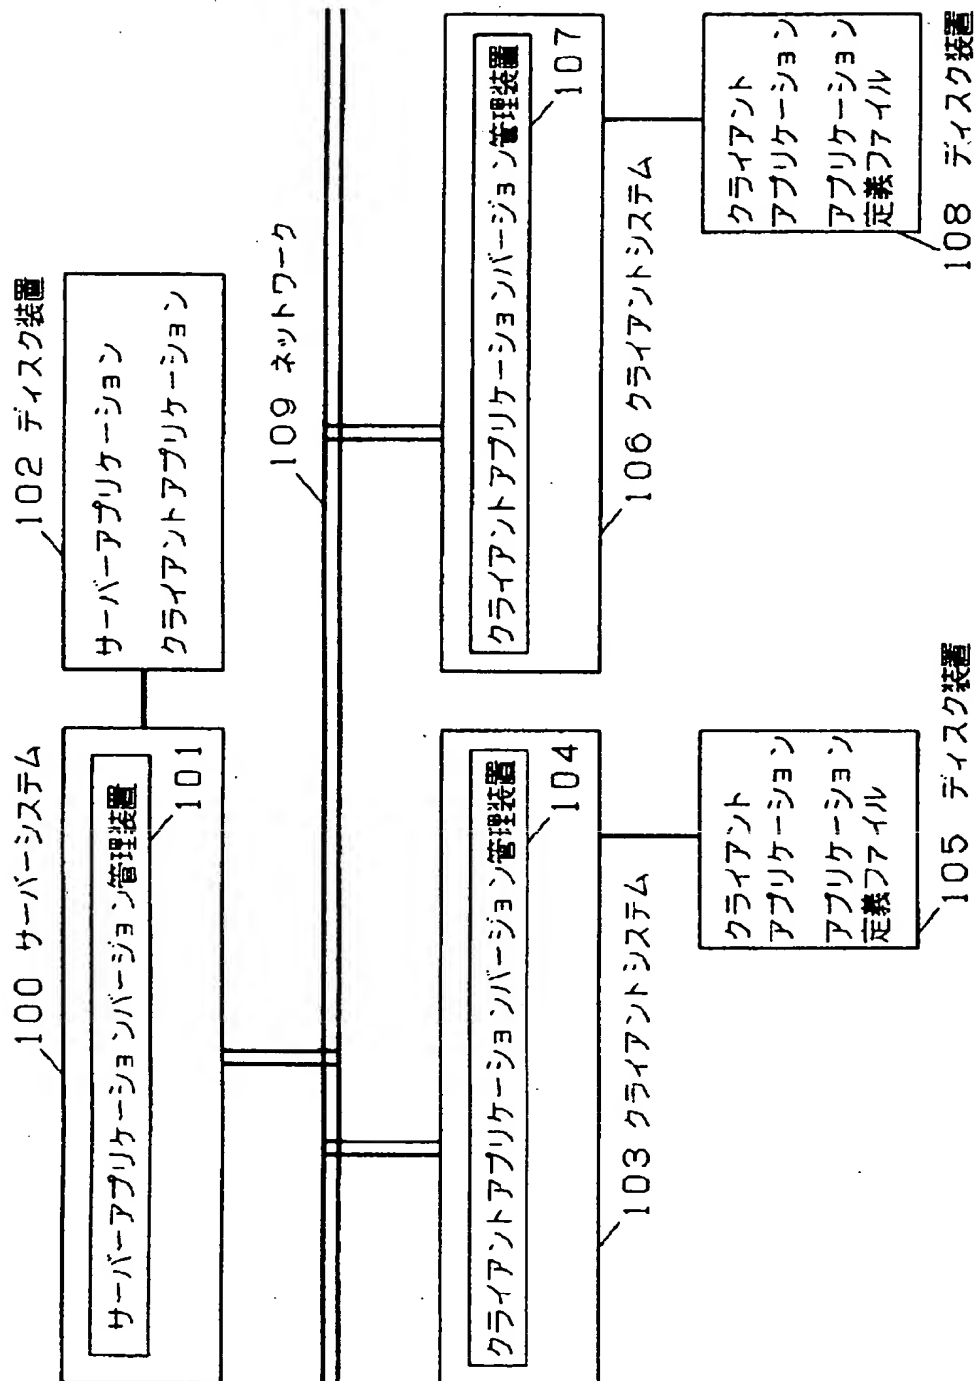 100 サーバーシステム
サーバーアプリケーションバージョン管理装置
101
102 ディスク装置
サーバーアプリケーション
クライアントアプリケーション
109 ネットワーク
クライアントアプリケーションバージョン管理装置
104
103 クライアントシステム
クライアント
アプリケーション
アプリケーション
定義ファイル
105 ディスク装置
クライアントアプリケーションバージョン管理装置
107
106 クライアントシステム
クライアント
アプリケーション
アプリケーション
定義ファイル
108 ディスク装置